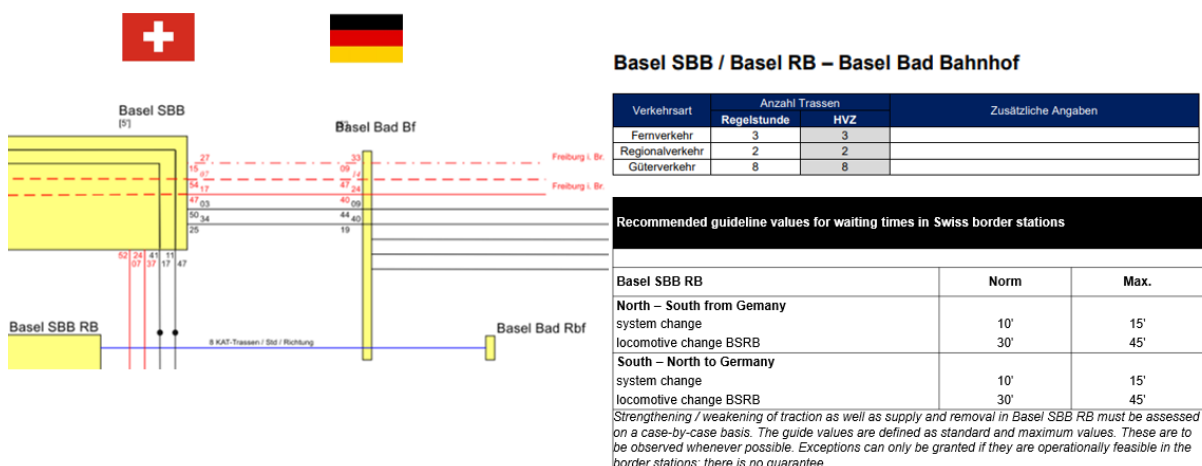 Basel SBB
[5']
Basel Bad Bf
27
33
Freiburg i. Br.
15
07
09
14
54
17
47
24
Freiburg i. Br.
47
03
40
09
50
34
44
40
25
19
52
24
41
11
07
37
17
47
Basel SBB RB
8 KAT-Trassen / Std / Richtung
Basel Bad Rbf
Basel SBB / Basel RB – Basel Bad Bahnhof
Verkehrsart Anzahl Trassen Zusätzliche Angaben
Regelstunde HVZ
Fernverkehr 3 3
Regionalverkehr 2 2
Güterverkehr 8 8
Recommended guideline values for waiting times in Swiss border stations
Basel SBB RB Norm Max.
North – South from Gemany
system change 10' 15'
locomotive change BSRB 30' 45'
South – North to Germany
system change 10' 15'
locomotive change BSRB 30' 45'
Strengthening / weakening of traction as well as supply and removal in Basel SBB RB must be assessed
on a case-by-case basis. The guide values are defined as standard and maximum values. These are to
be observed whenever possible. Exceptions can only be granted if they are operationally feasible in the
border stations; there is no guarantee